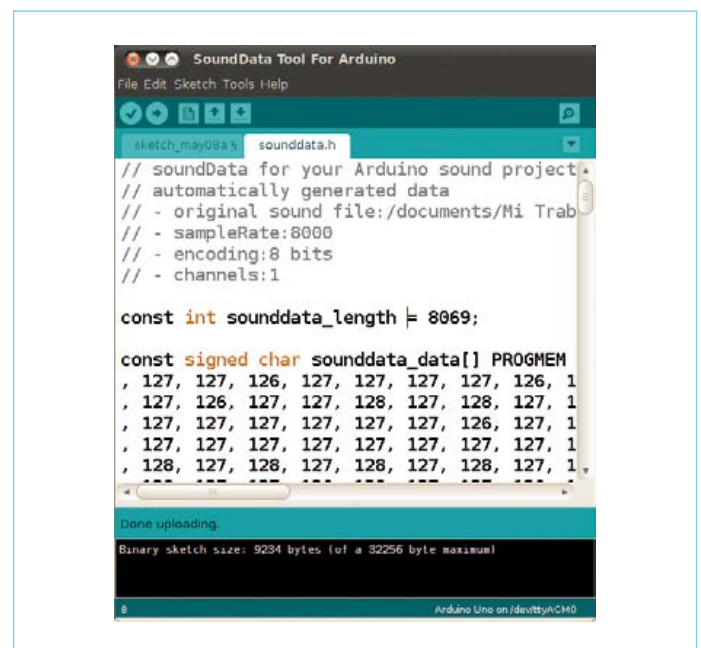 SoundData Tool For Arduino
File Edit Sketch Tools Help
sketch_may08a §
sounddata.h
// soundData for your Arduino sound project
// automatically generated data
// - original sound file:/documents/Mi Trab
// - sampleRate:8000
// - encoding:8 bits
// - channels:1
const int sounddata_length = 8069;
const signed char sounddata_data[] PROGMEM
, 127, 127, 126, 127, 127, 127, 127, 126, 1
, 127, 126, 127, 127, 128, 127, 128, 127, 1
, 127, 127, 127, 127, 127, 127, 126, 127, 1
, 127, 127, 127, 127, 127, 127, 127, 127, 1
, 128, 127, 128, 127, 128, 127, 128, 127, 1
Done uploading.
Binary sketch size: 9234 bytes (of a 32256 byte maximum)
8
Arduino Uno on /dev/ttyACM0